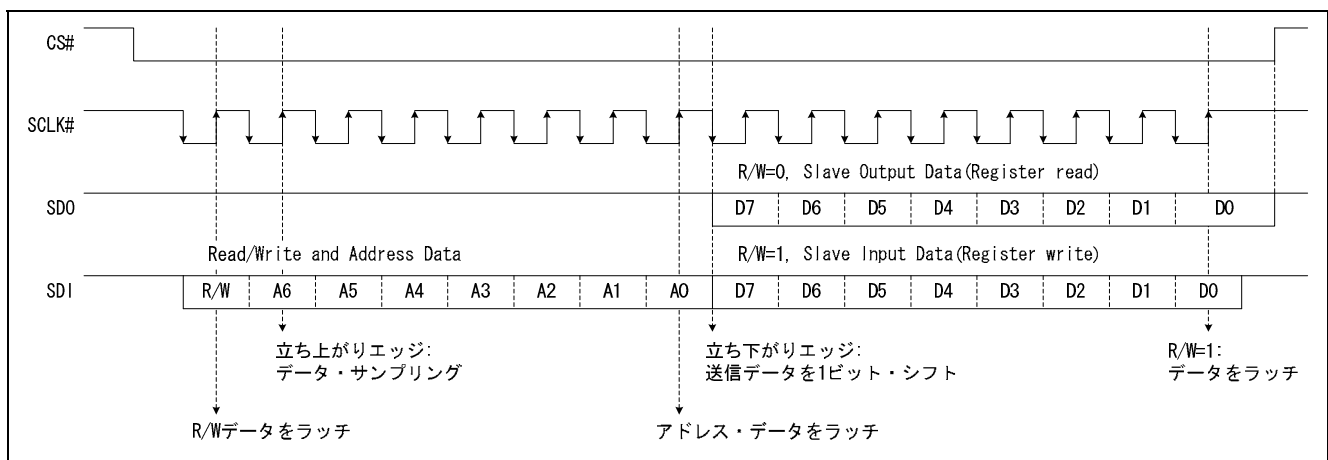 CS#
SCLK#
R/W=0, Slave Output Data(Register read)
SDO
D7 D6 D5 D4 D3 D2 D1 D0
Read/Write and Address Data
R/W=1, Slave Input Data(Register write)
SDI
R/W A6 A5 A4 A3 A2 A1 A0 D7 D6 D5 D4 D3 D2 D1 D0
立ち上がりエッジ:
データ・サンプリング
立ち下がりエッジ:
送信データを1ビット・シフト
R/W=1:
データをラッチ
R/Wデータをラッチ
アドレス・データをラッチ